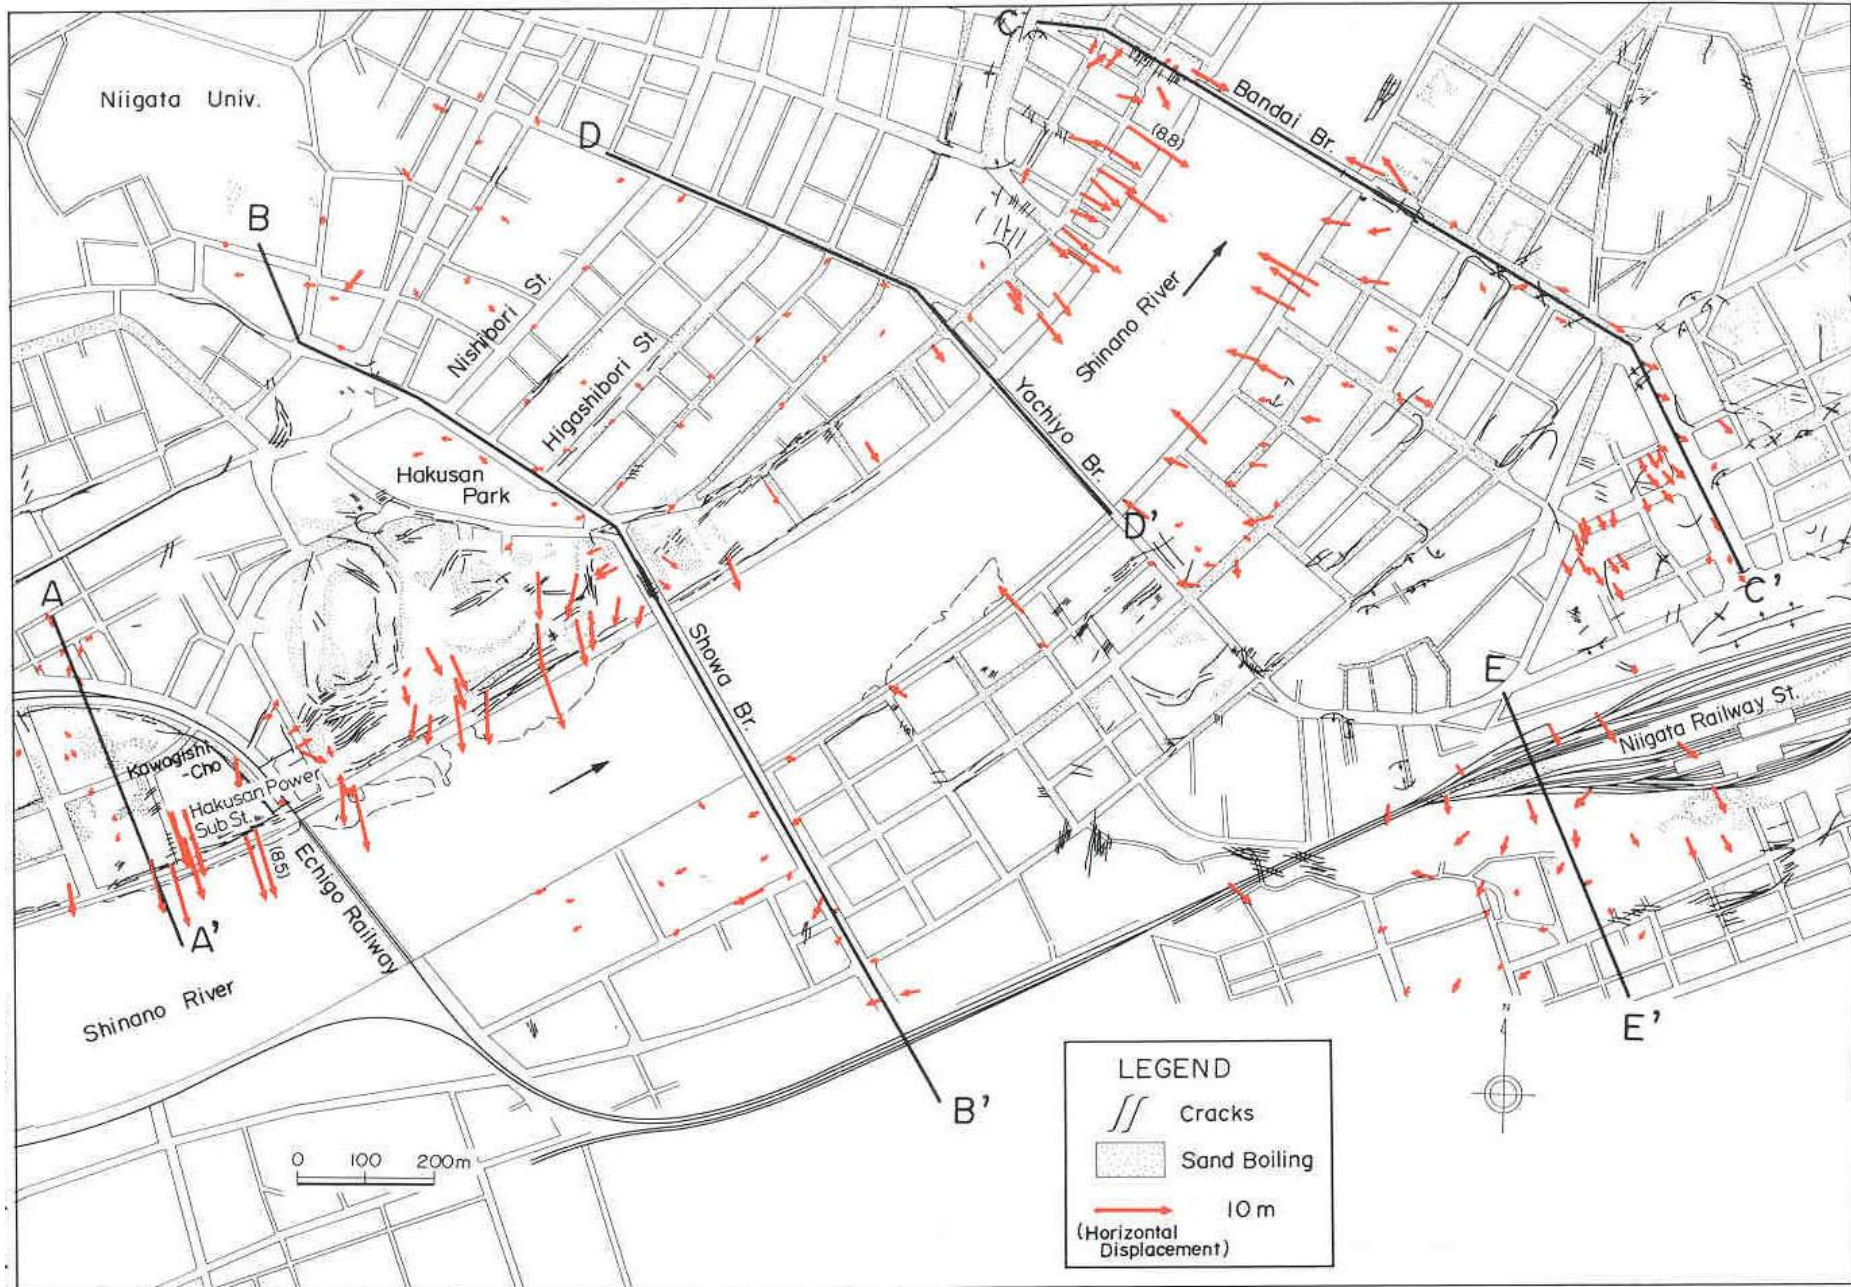 C
Niigata Univ.
Bandai Br.
D
(8.8)
B
Nishibori St.
Higashibori St.
Shinano River
Yachiyo Br.
Hakusan
Park
D'
A
C'
Showa Br.
E
Niigata Railway St.
Kawagishi
-Cho
Hakusan Power
Sub St.
(8.5)
Echigo Railway
A'
Shinano River
E'
N
B'
0 100 200m
LEGEND
Cracks
Sand Boiling
10m
(Horizontal
Displacement)